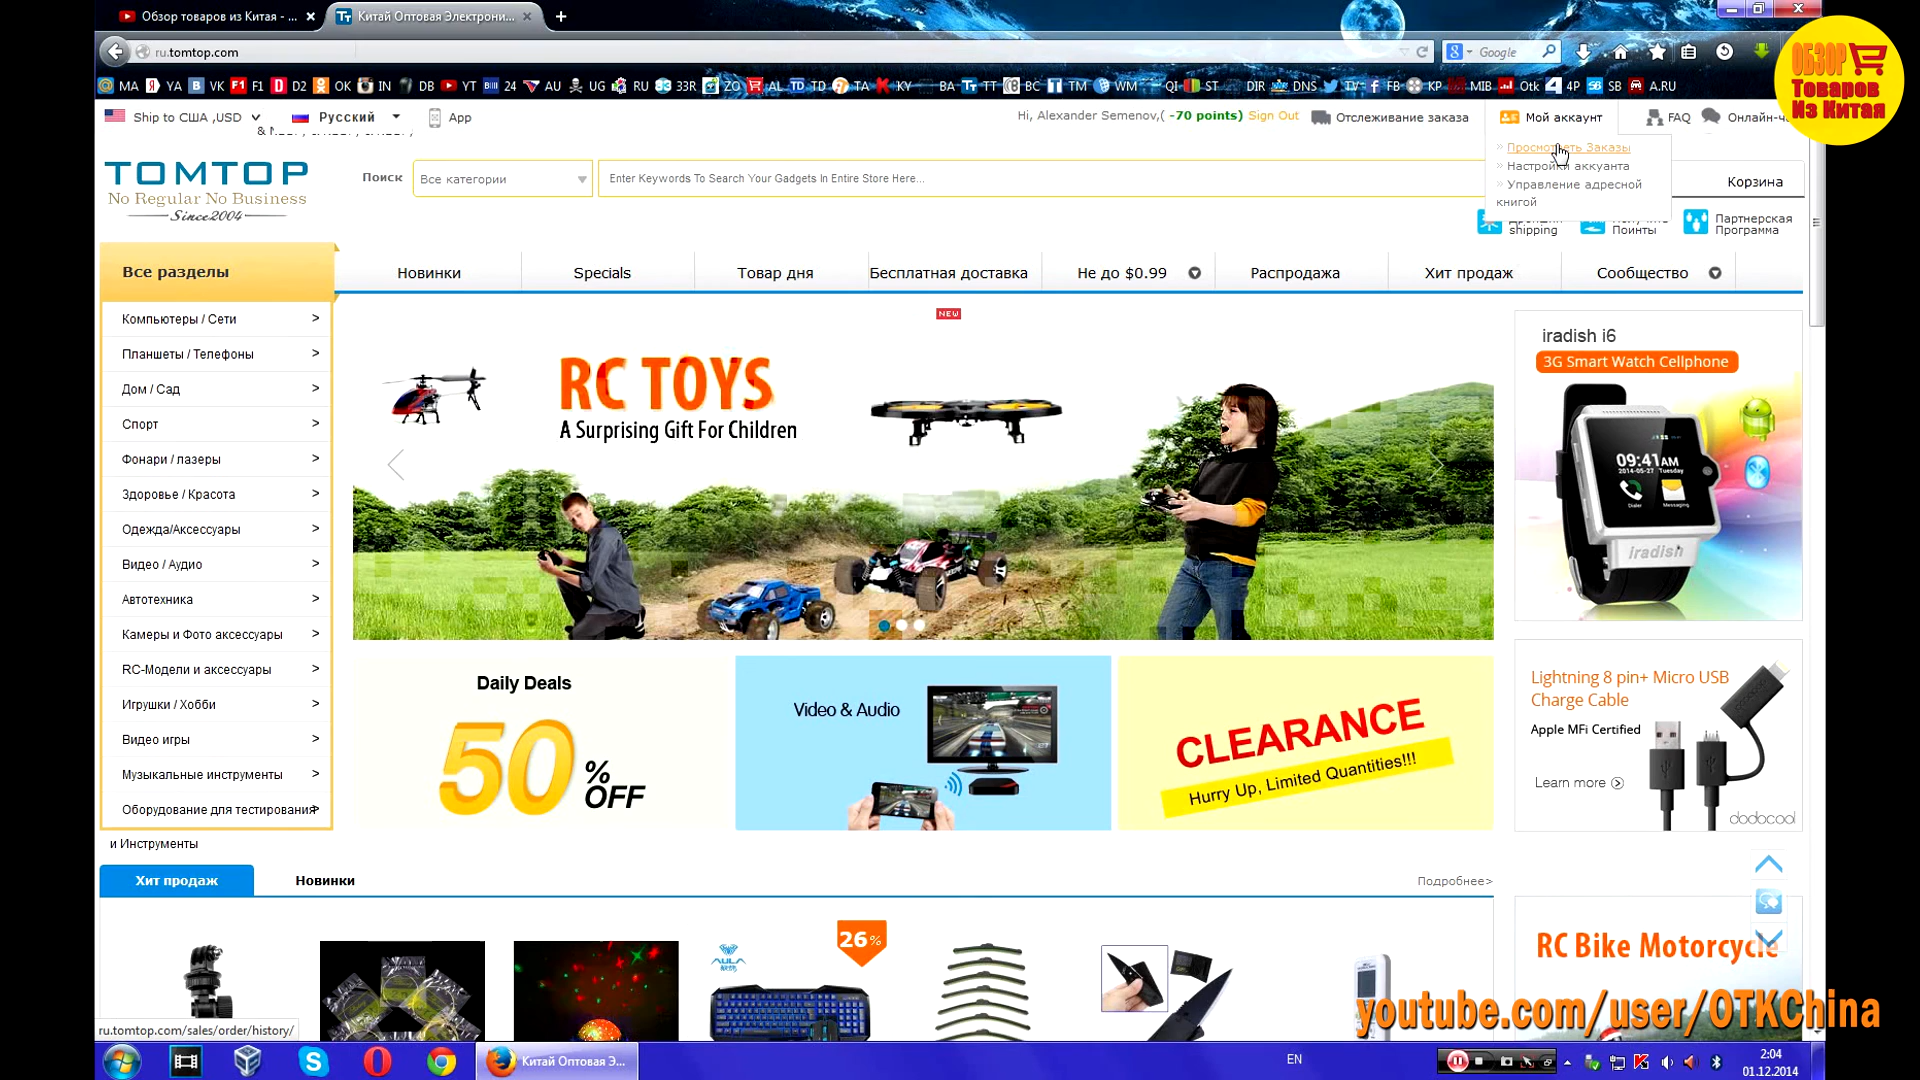 Обзор товаров из Китая - ...
Китай Оптовая Электрони...
ru.tomtop.com
Google
MA YA VK F1 D2 OK IN DB YT 24 AU UG RU 33R ZO AL TD TA KY BA TT BC TM WM QI ST DIR DNS TV FB KP MIB Otk 4P SB A.RU
ОБЗОР
Товаров
Из Китая
Ship to США ,USD
Русский
App
Hi, Alexander Semenov,( -70 points) Sign Out
Отслеживание заказа
Мой аккаунт
FAQ
Просмотреть Заказы
Настройки аккуанта
Управление адресной
книгой
TOMTOP
No Regular No Business
Since2004
Поиск
Все категории
Enter Keywords To Search Your Gadgets In Entire Store Here...
Корзина
shipping
Поинты
Партнерская
Программа
Все разделы
Новинки
Specials
Товар дня
Бесплатная доставка
Не до $0.99
Распродажа
Хит продаж
Сообщество
Компьютеры / Сети >
Планшеты / Телефоны >
Дом / Сад >
Спорт >
Фонари / лазеры >
Здоровье / Красота >
Одежда/Аксессуары >
Видео / Аудио >
Автотехника >
Камеры и Фото аксессуары >
RC-Модели и аксессуары >
Игрушки / Хобби >
Видео игры >
Музыкальные инструменты >
Оборудование для тестирования >
и Инструменты
NEW
RC TOYS
A Surprising Gift For Children
iradish i6
3G Smart Watch Cellphone
09:41AM
2014-05-27 Tuesday
Dialer
Messaging
iradish
Daily Deals
50 % OFF
Video & Audio
CLEARANCE
Hurry Up, Limited Quantities!!!
Lightning 8 pin+ Micro USB
Charge Cable
Apple MFi Certified
Learn more
dodocool
Хит продаж
Новинки
Подробнее>
26%
AULA
RC Bike Motorcycle
youtube.com/user/OTKChina
ru.tomtop.com/sales/order/history/
Китай Оптовая Э...
EN
2:04
01.12.2014